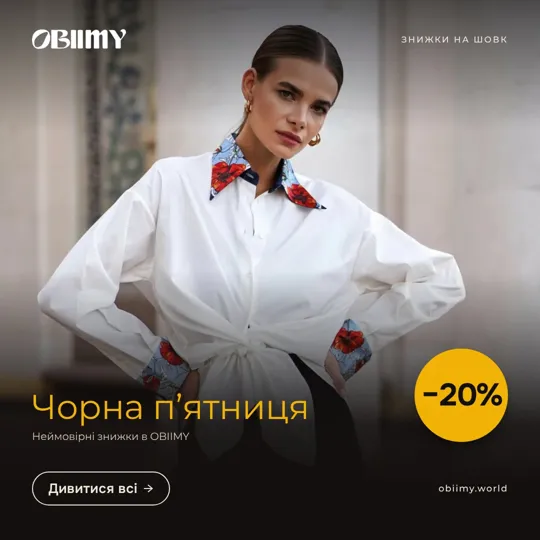 OBIIMY
ЗНИЖКИ НА ШОВК
Чорна п’ятниця
Неймовірні знижки в OBIIMY
−20%
Дивитися всі →
obiimy.world